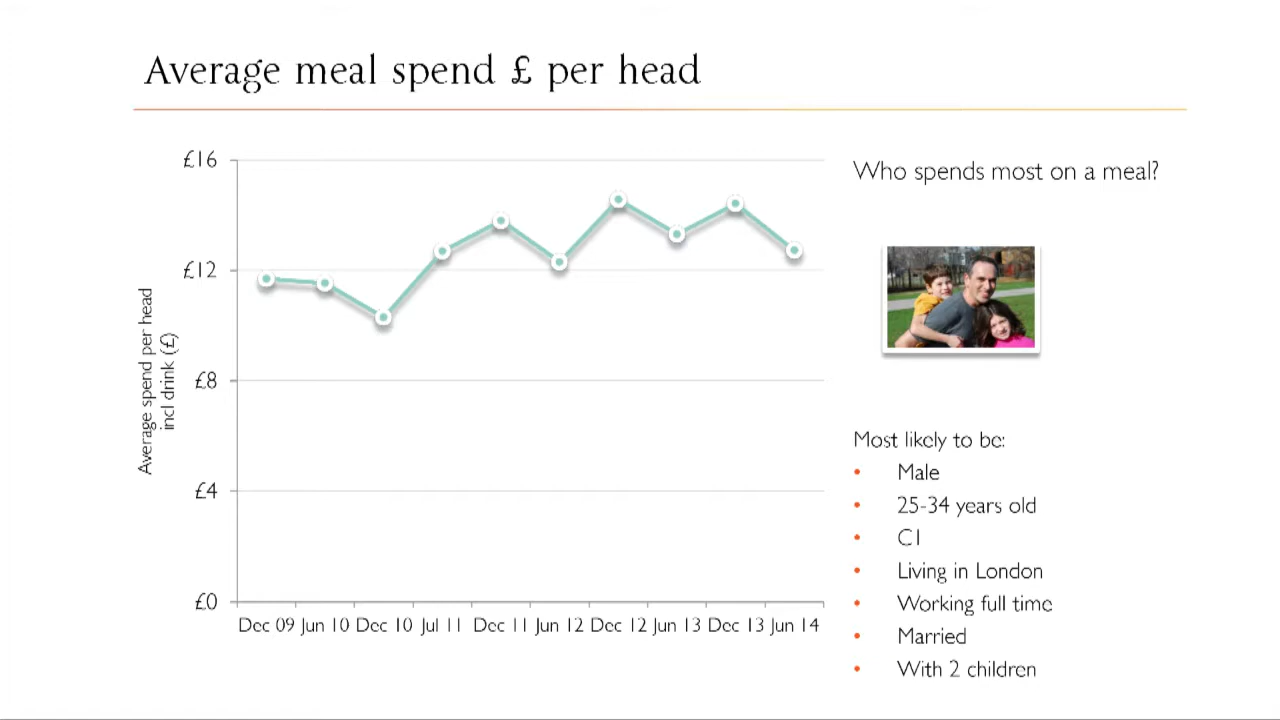 Average meal spend £ per head
£16
£12
£8
£4
£0
Average spend per head
incl drink (£)
Dec 09 Jun 10 Dec 10 Jul 11 Dec 11 Jun 12 Dec 12 Jun 13 Dec 13 Jun 14
Who spends most on a meal?
Most likely to be:
• Male
• 25-34 years old
• C1
• Living in London
• Working full time
• Married
• With 2 children